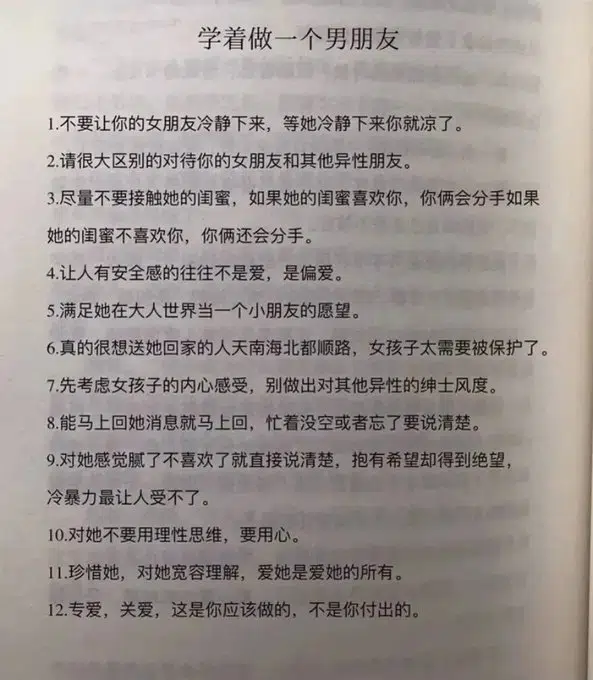 学着做一个男朋友
1.不要让你的女朋友冷静下来，等她冷静下来你就凉了。
2.请很大区别的对待你的女朋友和其他异性朋友。
3.尽量不要接触她的闺蜜，如果她的闺蜜喜欢你，你俩会分手如果
她的闺蜜不喜欢你，你俩还会分手。
4.让人有安全感的往往不是爱，是偏爱。
5.满足她在大人世界当一个小朋友的愿望。
6.真的很想送她回家的人天南海北都顺路，女孩子太需要被保护了。
7.先考虑女孩子的内心感受，别做出对其他异性的绅士风度。
8.能马上回她消息就马上回，忙着没空或者忘了要说清楚。
9.对她感觉腻了不喜欢了就直接说清楚，抱有希望却得到绝望，
冷暴力最让人受不了。
10.对她不要用理性思维，要用心。
11.珍惜她，对她宽容理解，爱她是爱她的所有。
12.专爱，关爱，这是你应该做的，不是你付出的。